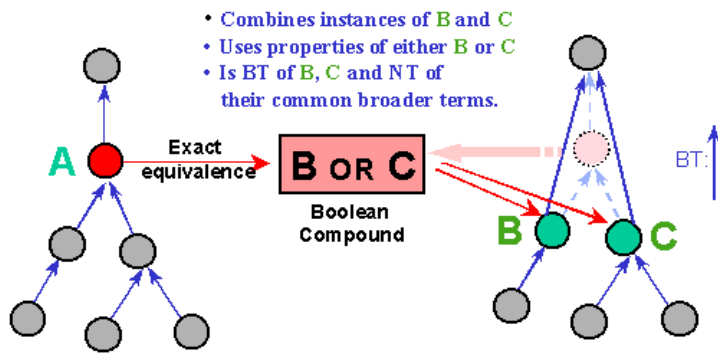 • Combines instances of B and C
• Uses properties of either B or C
• Is BT of B, C and NT of
their common broader terms.
A
Exact
equivalence
B OR C
Boolean
Compound
BT:
B
C